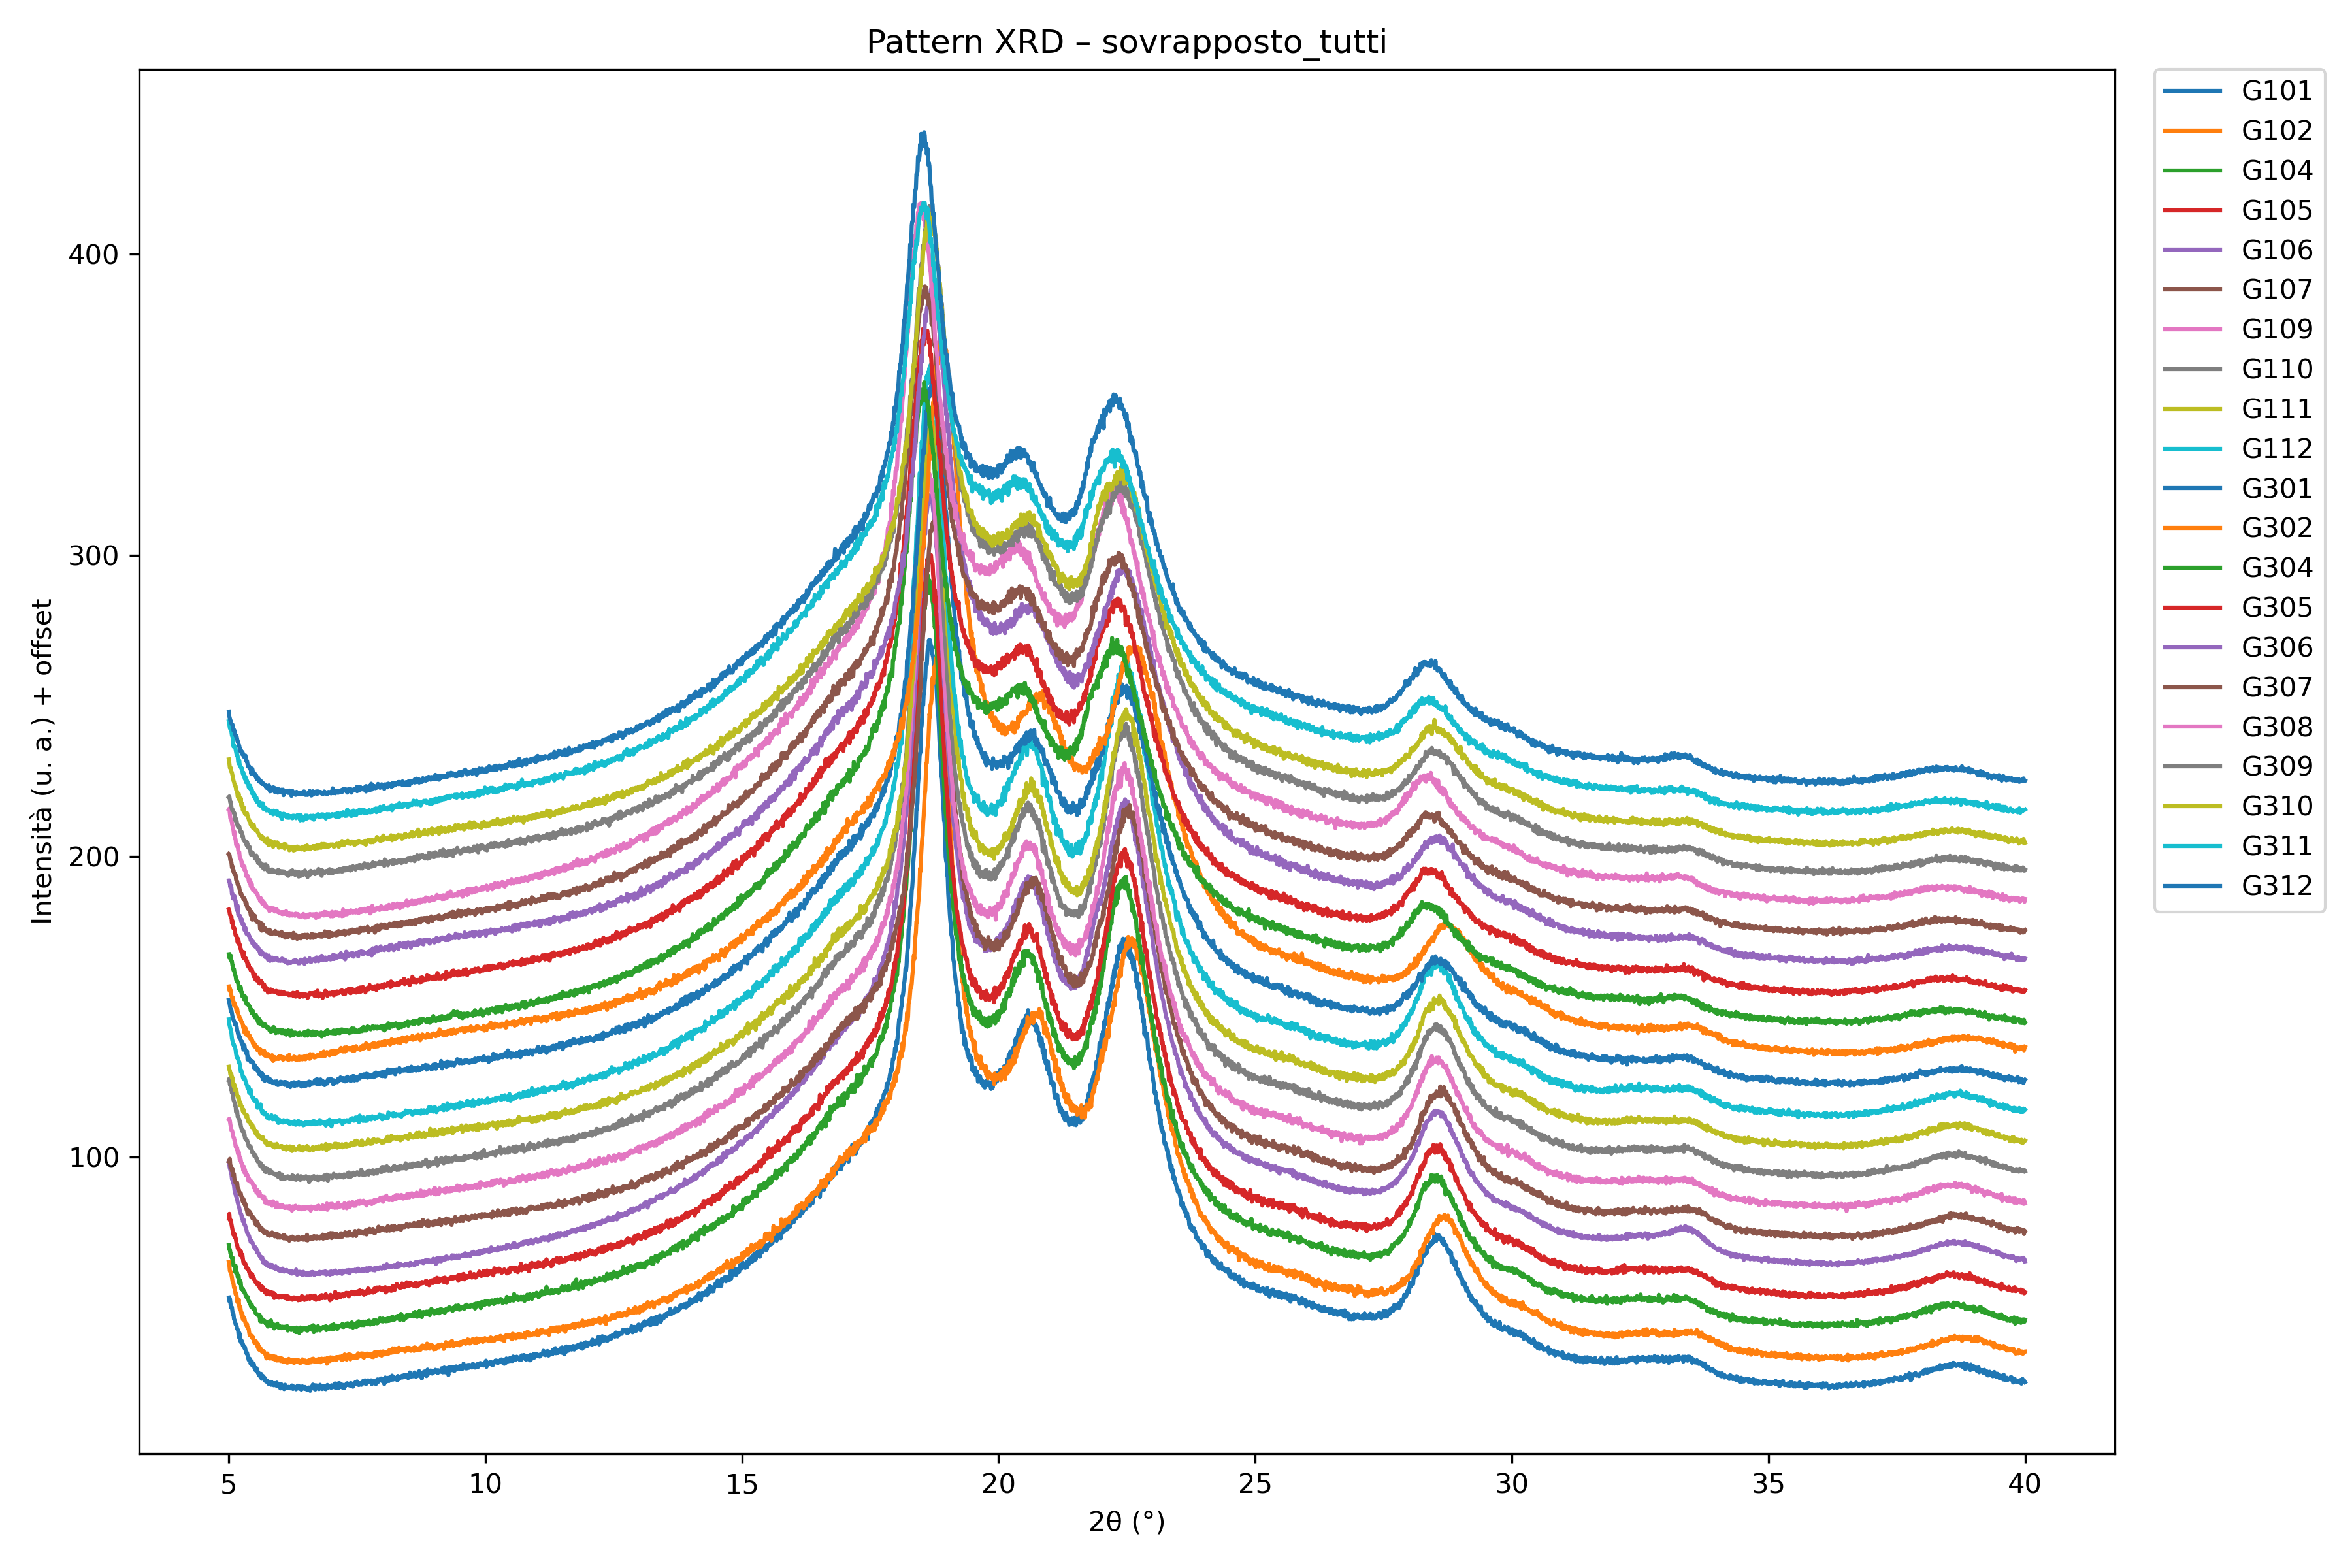 Pattern XRD – sovrapposto_tutti
Intensità (u. a.) + offset
400
300
200
100
5 10 15 20 25 30 35 40
2θ (°)
G101
G102
G104
G105
G106
G107
G109
G110
G111
G112
G301
G302
G304
G305
G306
G307
G308
G309
G310
G311
G312